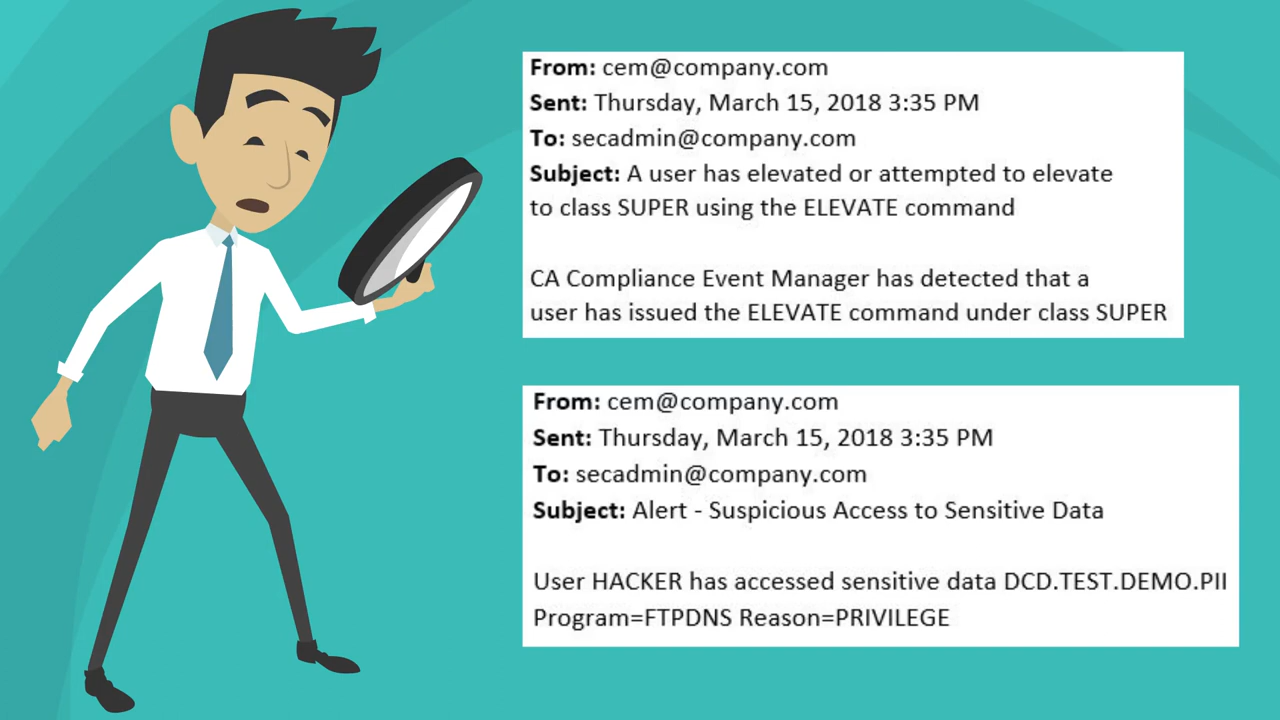 From: cem@company.com
Sent: Thursday, March 15, 2018 3:35 PM
To: secadmin@company.com
Subject: A user has elevated or attempted to elevate
to class SUPER using the ELEVATE command
CA Compliance Event Manager has detected that a
user has issued the ELEVATE command under class SUPER
From: cem@company.com
Sent: Thursday, March 15, 2018 3:35 PM
To: secadmin@company.com
Subject: Alert - Suspicious Access to Sensitive Data
User HACKER has accessed sensitive data DCD.TEST.DEMO.PII
Program=FTPDNS Reason=PRIVILEGE